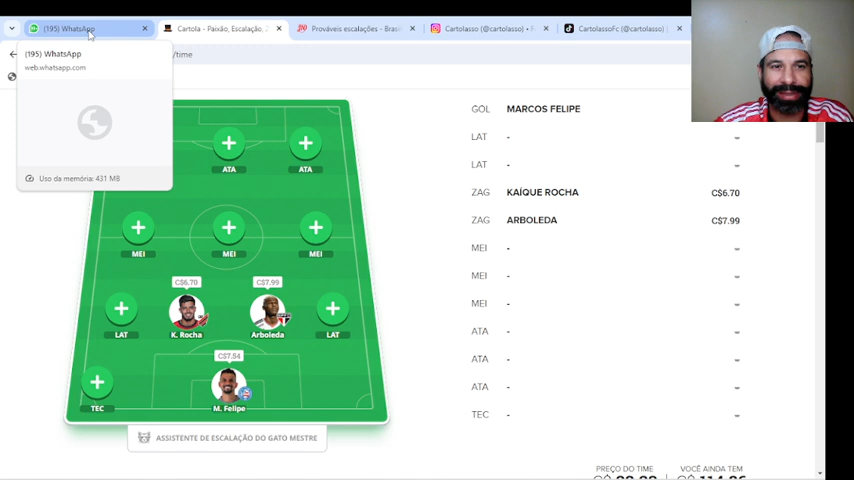 (195) WhatsApp
Cartola - Paixão, Escalação,
Prováveis escalações - Brasi
Cartolasso (@cartolasso) •
CartolassoFc (@cartolasso)
(195) WhatsApp
web.whatsapp.com
/time
Uso da memória: 431 MB
ATA
ATA
MEI
MEI
MEI
C$6.70
C$7.99
LAT
K. Rocha
Arboleda
LAT
C$7.54
TEC
M. Felipe
ASSISTENTE DE ESCALAÇÃO DO GATO MESTRE
GOL MARCOS FELIPE
LAT -
LAT -
ZAG KAÍQUE ROCHA C$6.70
ZAG ARBOLEDA C$7.99
MEI -
MEI -
MEI -
ATA -
ATA -
ATA -
TEC -
PREÇO DO TIME
VOCÊ AINDA TEM